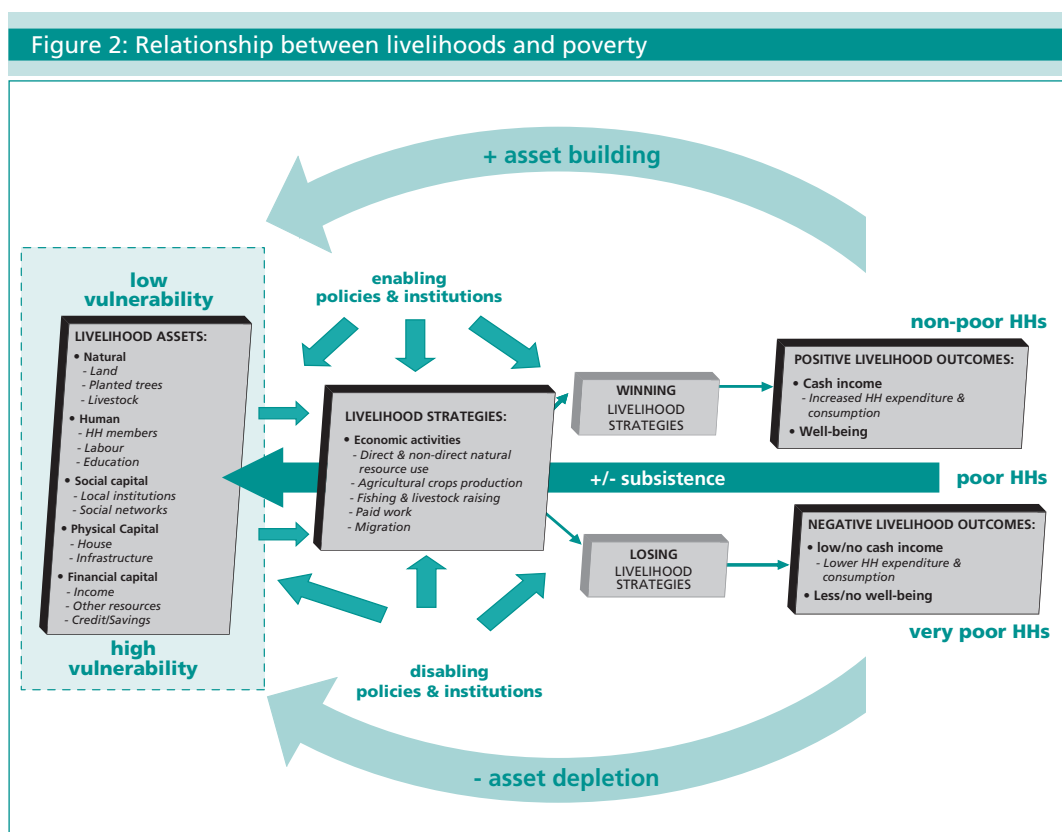 Figure 2: Relationship between livelihoods and poverty
+ asset building
low
vulnerability
LIVELIHOOD ASSETS:
• Natural
- Land
- Planted trees
- Livestock
• Human
- HH members
- Labour
- Education
• Social capital
- Local institutions
- Social networks
• Physical Capital
- House
- Infrastructure
• Financial capital
- Income
- Other resources
- Credit/Savings
high
vulnerability
enabling
policies & institutions
LIVELIHOOD STRATEGIES:
• Economic activities
- Direct & non-direct natural
resource use
- Agricultural crops production
- Fishing & livestock raising
- Paid work
- Migration
disabling
policies & institutions
WINNING
LIVELIHOOD
STRATEGIES
+/- subsistence
LOSING
LIVELIHOOD
STRATEGIES
non-poor HHs
POSITIVE LIVELIHOOD OUTCOMES:
• Cash income
- Increased HH expenditure &
consumption
• Well-being
poor HHs
NEGATIVE LIVELIHOOD OUTCOMES:
• low/no cash income
- Lower HH expenditure &
consumption
• Less/no well-being
very poor HHs
- asset depletion